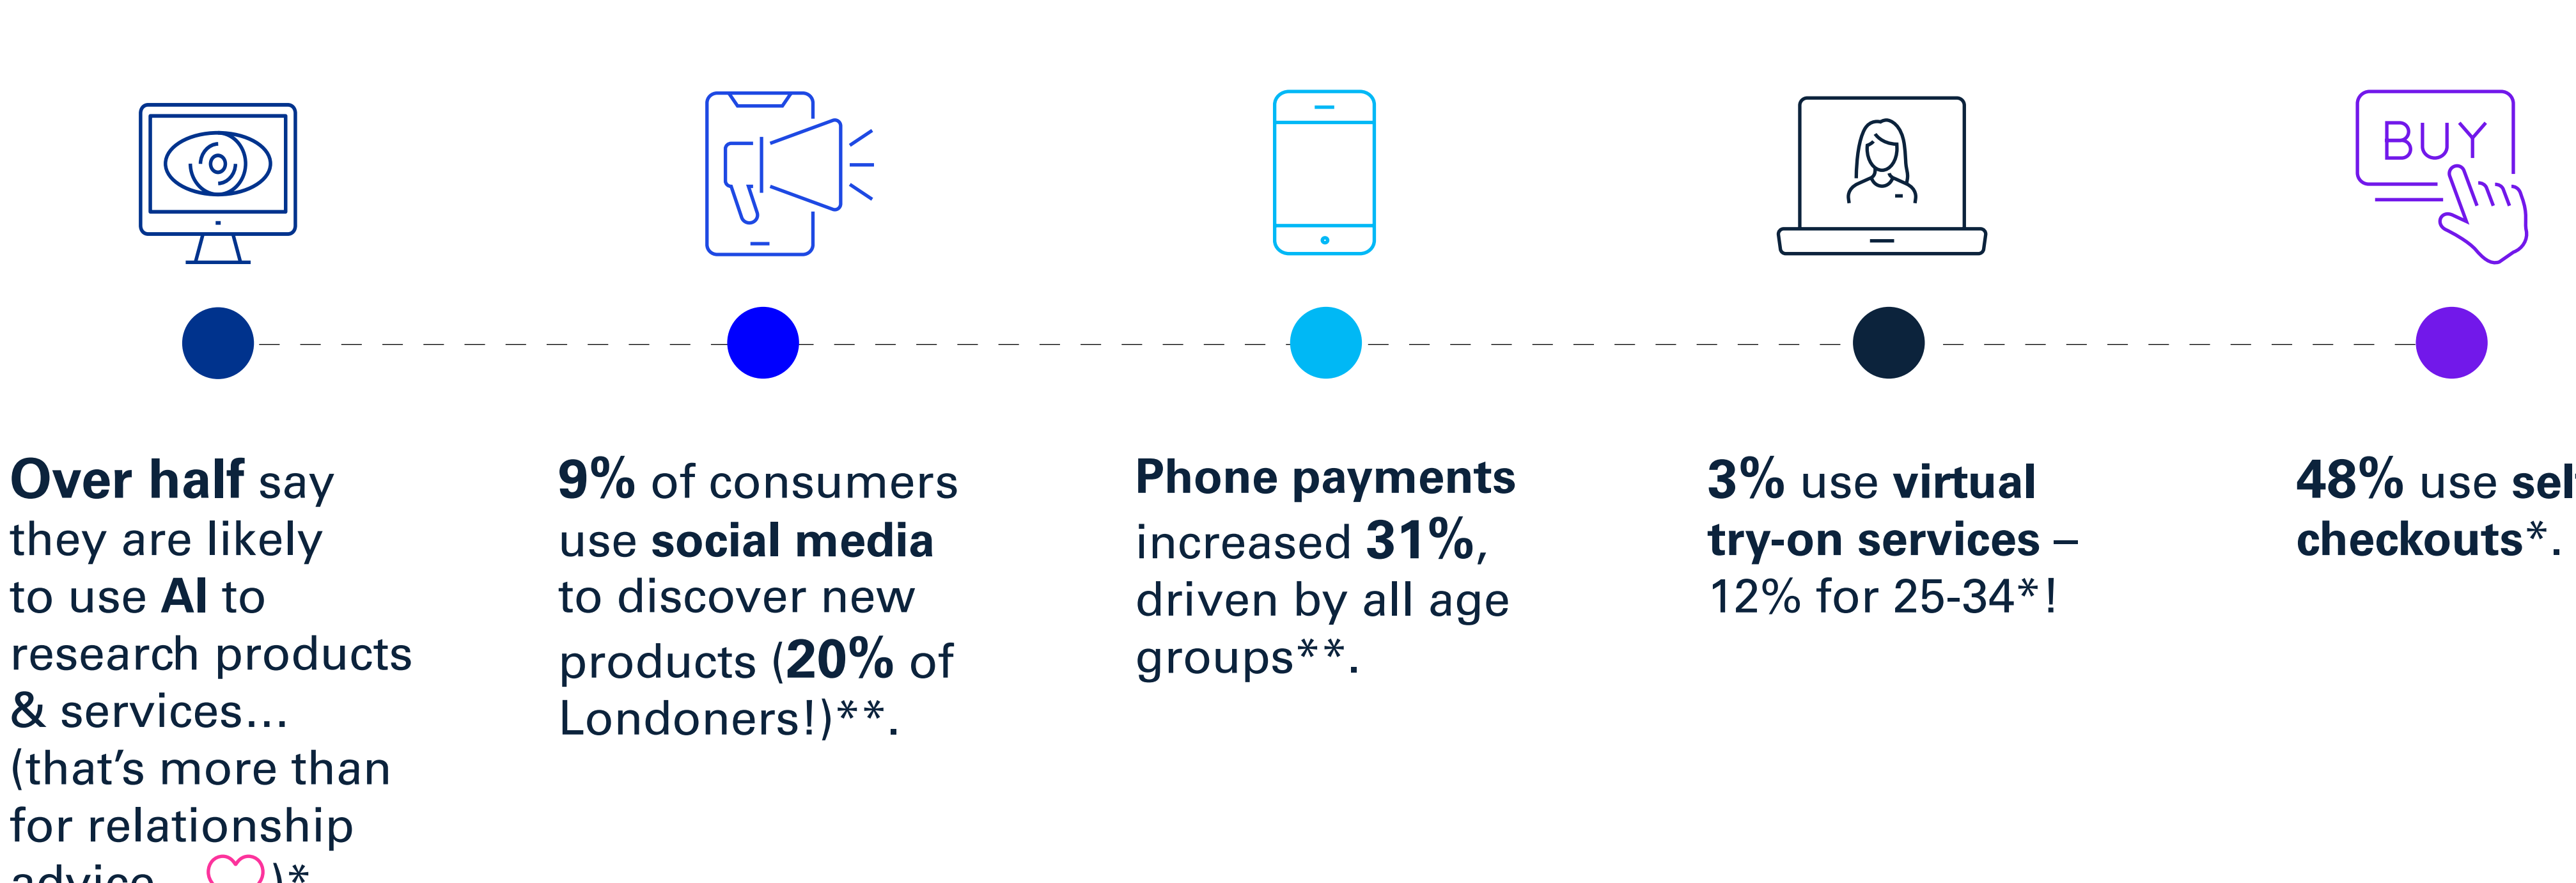 BUY
Over half say
they are likely
to use AI to
research products
& services...
(that’s more than
for relationship
advice
)*
9% of consumers
use social media
to discover new
products (20% of
Londoners!)**.
Phone payments
increased 31%,
driven by all age
groups**.
3% use virtual
try-on services –
12% for 25-34*!
48% use
checkouts*.